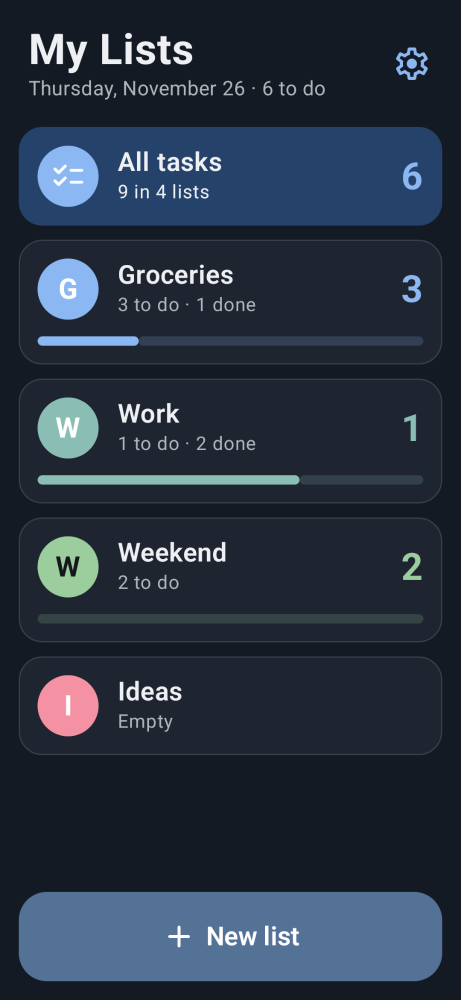 My Lists
Thursday, November 26 · 6 to do
All tasks
9 in 4 lists
6
G
Groceries
3 to do · 1 done
3
W
Work
1 to do · 2 done
1
W
Weekend
2 to do
2
I
Ideas
Empty
New list